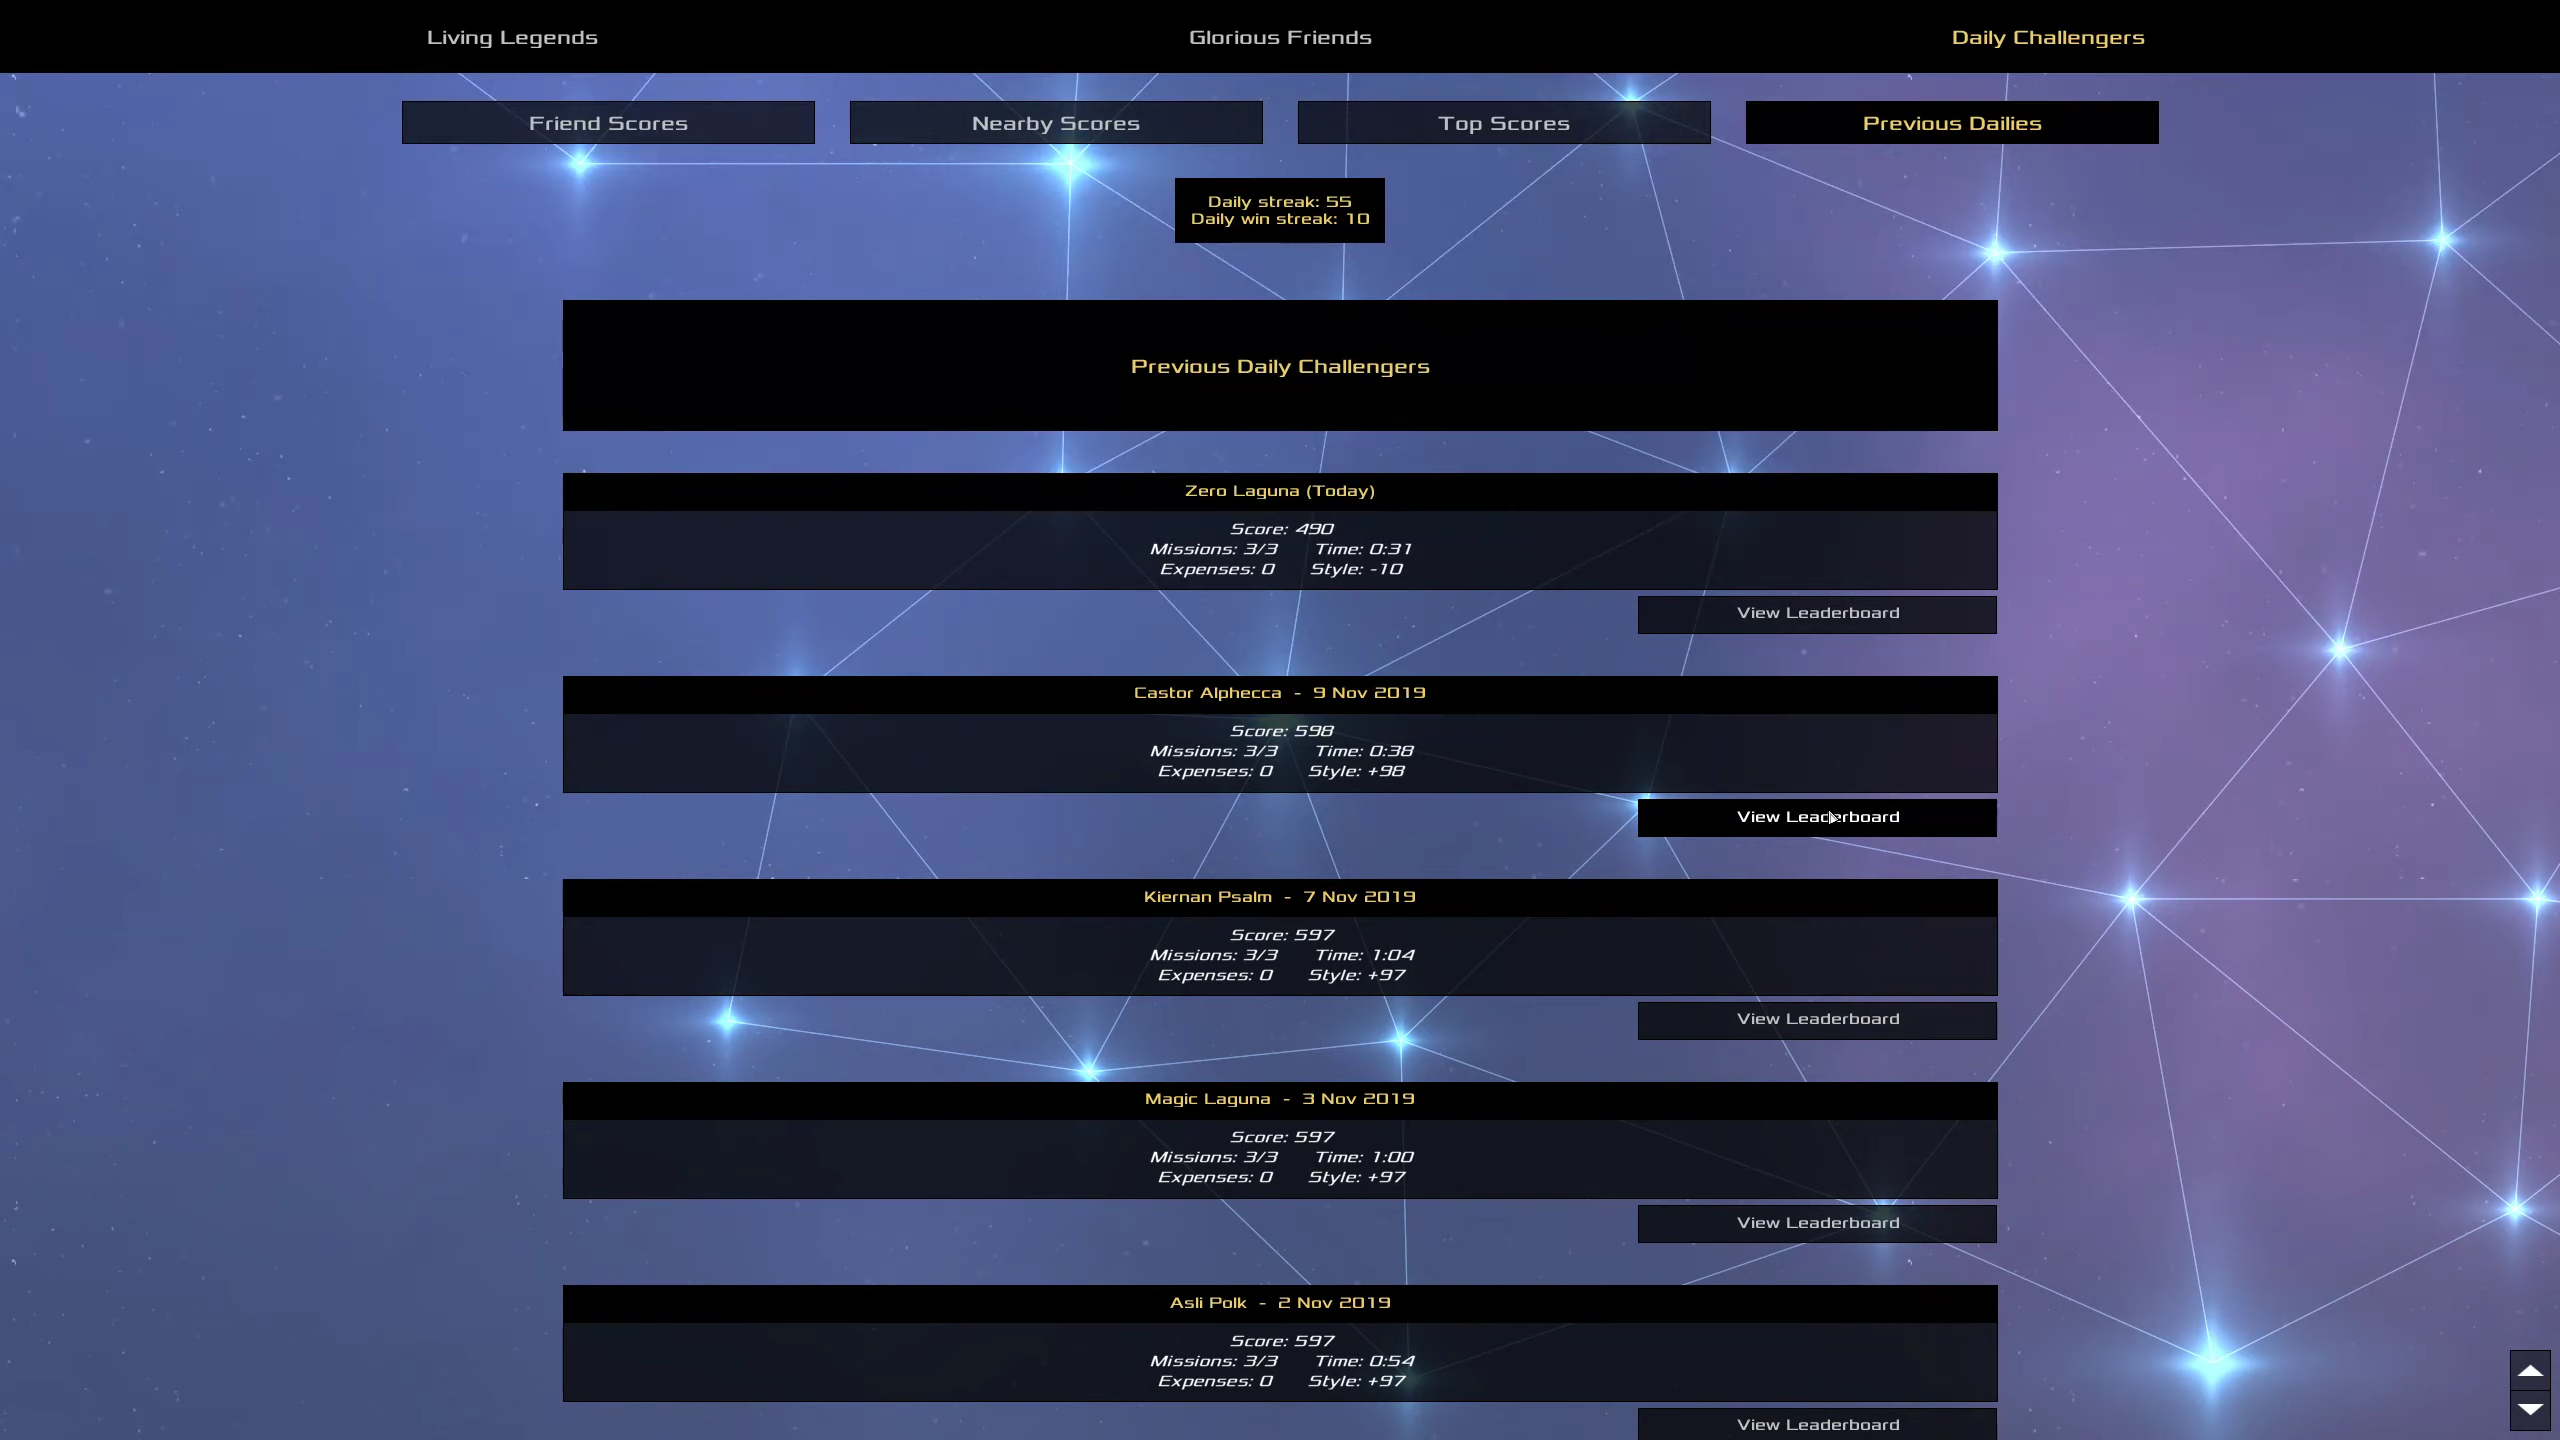 Living Legends
Glorious Friends
Daily Challengers
Friend Scores
Nearby Scores
Top Scores
Previous Dailies
Daily streak: 55
Daily win streak: 10
Previous Daily Challengers
Zero Laguna (Today)
Score: 490
Missions: 3/3 Time: 0:31
Expenses: 0 Style: -10
View Leaderboard
Castor Alphecca - 9 Nov 2019
Score: 598
Missions: 3/3 Time: 0:38
Expenses: 0 Style: +98
View Leaderboard
Kiernan Psalm - 7 Nov 2019
Score: 597
Missions: 3/3 Time: 1:04
Expenses: 0 Style: +97
View Leaderboard
Magic Laguna - 3 Nov 2019
Score: 597
Missions: 3/3 Time: 1:00
Expenses: 0 Style: +97
View Leaderboard
Asli Polk - 2 Nov 2019
Score: 597
Missions: 3/3 Time: 0:54
Expenses: 0 Style: +97
View Leaderboard